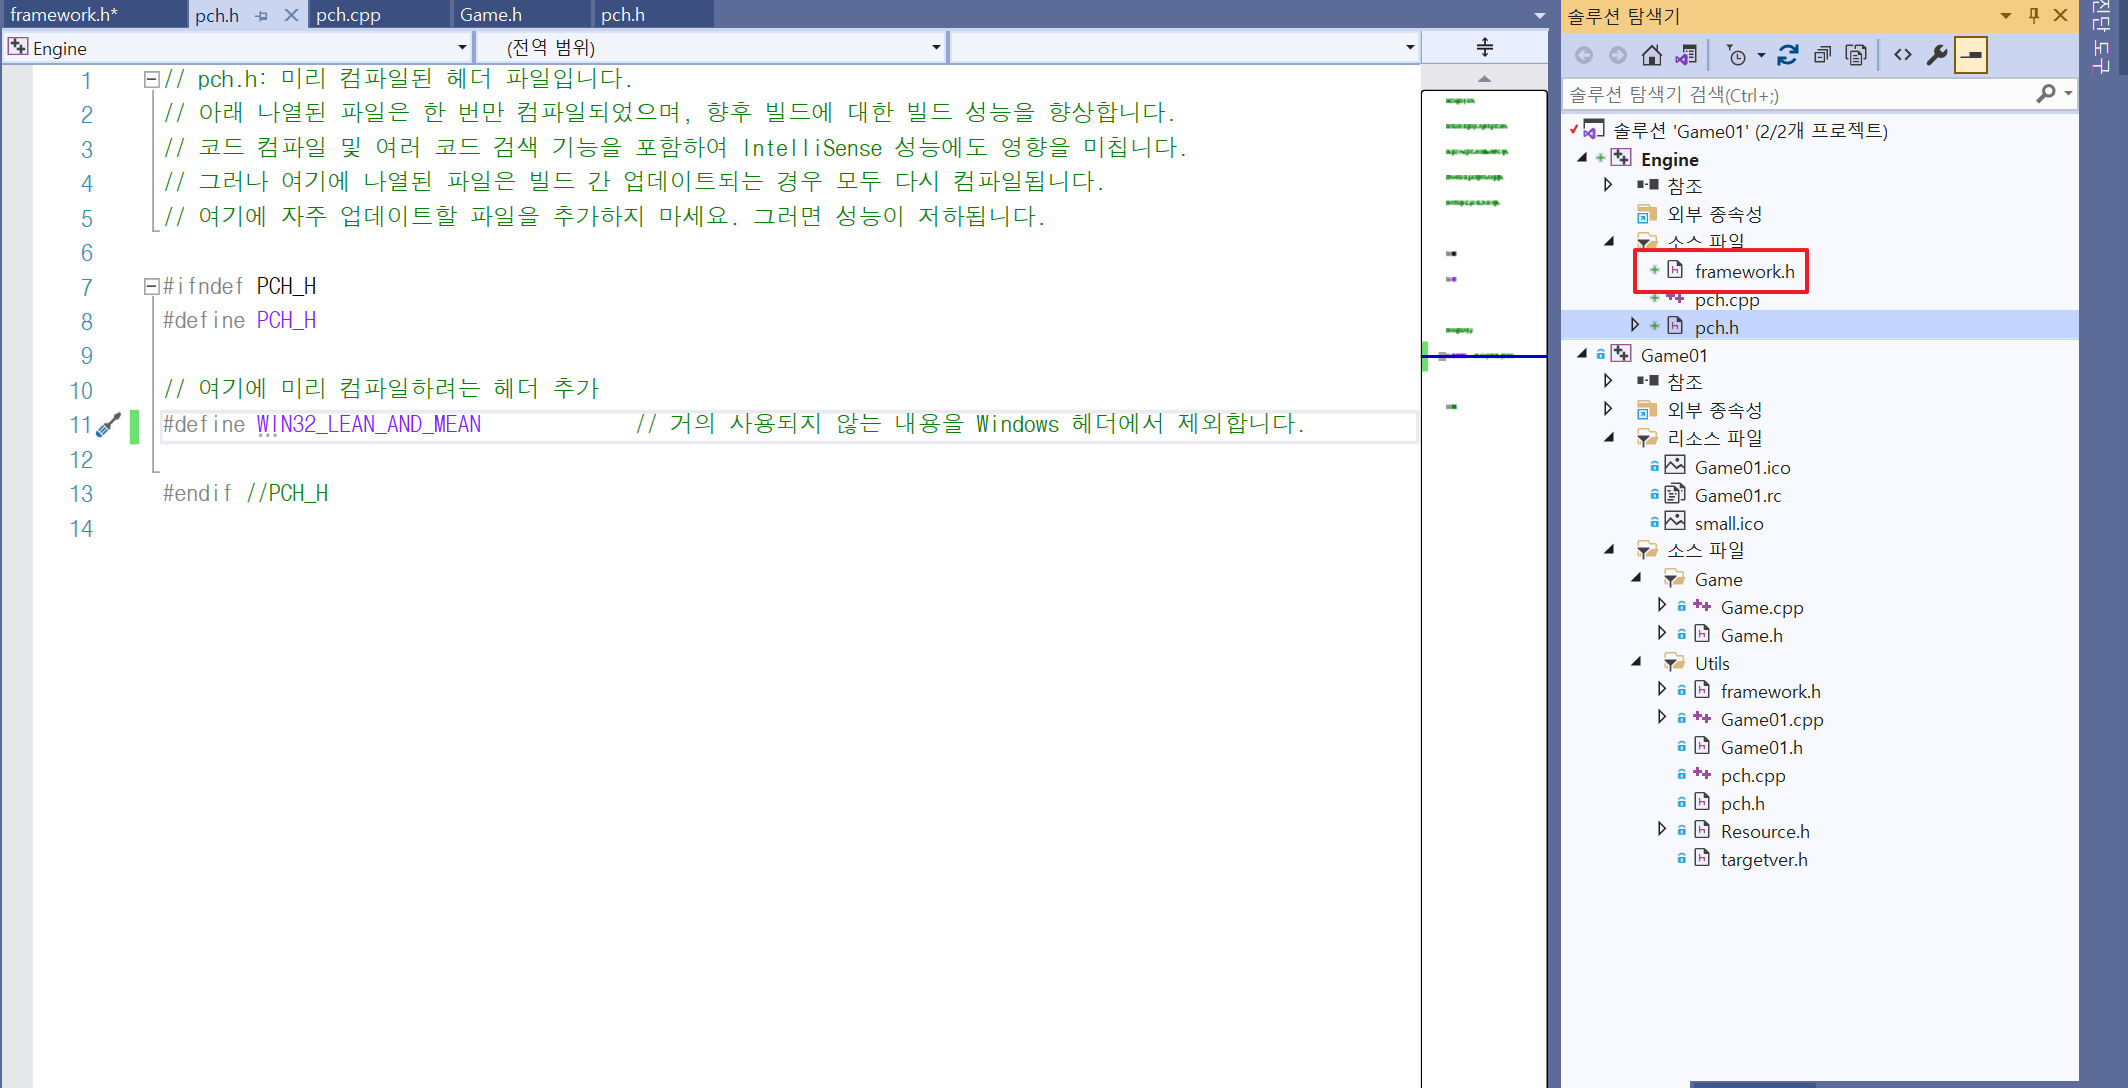 framework.h*
pch.h
pch.cpp
Game.h
pch.h
Engine
(전역 범위)
1 // pch.h: 미리 컴파일된 헤더 파일입니다.
2 // 아래 나열된 파일은 한 번만 컴파일되었으며, 향후 빌드에 대한 빌드 성능을 향상합니다.
3 // 코드 컴파일 및 여러 코드 검색 기능을 포함하여 IntelliSense 성능에도 영향을 미칩니다.
4 // 그러나 여기에 나열된 파일은 빌드 간 업데이트되는 경우 모두 다시 컴파일됩니다.
5 // 여기에 자주 업데이트할 파일을 추가하지 마세요. 그러면 성능이 저하됩니다.
6
7 #ifndef PCH_H
8 #define PCH_H
9
10 // 여기에 미리 컴파일하려는 헤더 추가
11 #define WIN32_LEAN_AND_MEAN // 거의 사용되지 않는 내용을 Windows 헤더에서 제외합니다.
12
13 #endif //PCH_H
14
솔루션 탐색기
솔루션 탐색기 검색(Ctrl+;)
솔루션 'Game01' (2/2개 프로젝트)
Engine
참조
외부 종속성
소스 파일
framework.h
pch.cpp
pch.h
Game01
참조
외부 종속성
리소스 파일
Game01.ico
Game01.rc
small.ico
소스 파일
Game
Game.cpp
Game.h
Utils
framework.h
Game01.cpp
Game01.h
pch.cpp
pch.h
Resource.h
targetver.h
진단 도구